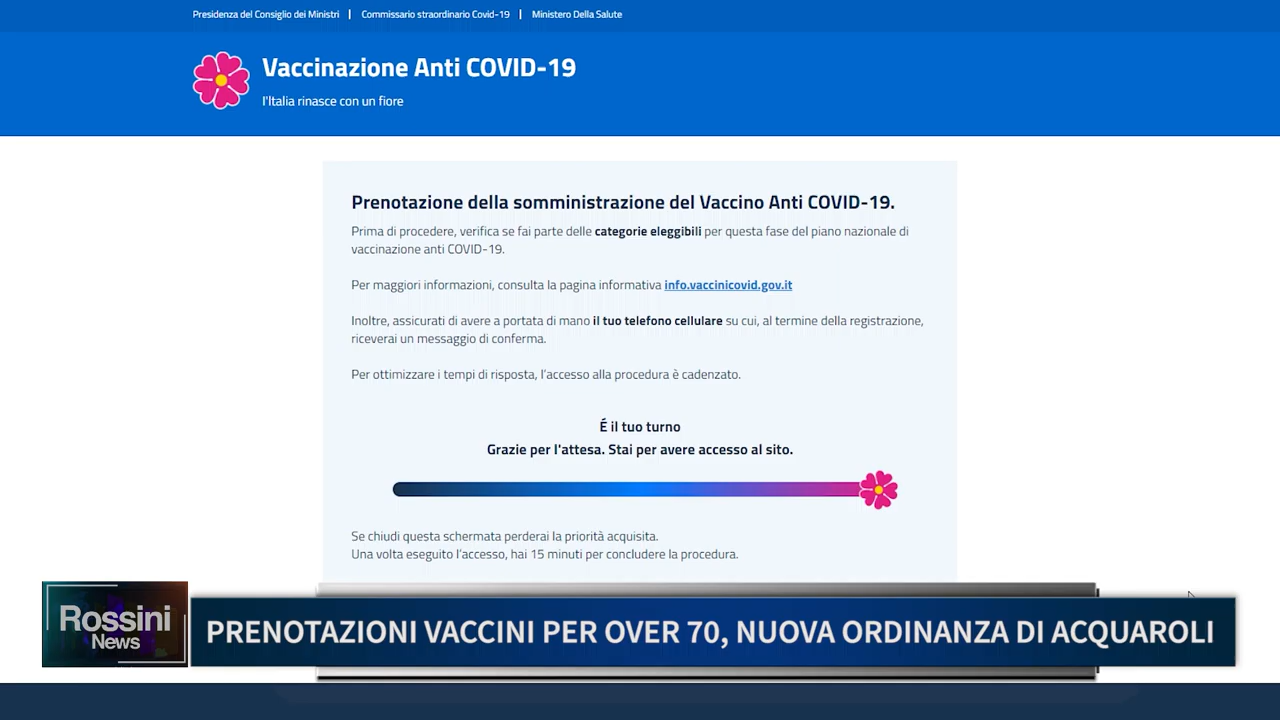 Presidenza del Consiglio dei Ministri | Commissario straordinario Covid-19 | Ministero Della Salute
Vaccinazione Anti COVID-19
l'Italia rinasce con un fiore
Prenotazione della somministrazione del Vaccino Anti COVID-19.
Prima di procedere, verifica se fai parte delle categorie eleggibili per questa fase del piano nazionale di
vaccinazione anti COVID-19.
Per maggiori informazioni, consulta la pagina informativa info.vaccinicovid.gov.it
Inoltre, assicurati di avere a portata di mano il tuo telefono cellulare su cui, al termine della registrazione,
riceverai un messaggio di conferma.
Per ottimizzare i tempi di risposta, l'accesso alla procedura è cadenzato.
É il tuo turno
Grazie per l'attesa. Stai per avere accesso al sito.
Se chiudi questa schermata perderai la priorità acquisita.
Una volta eseguito l'accesso, hai 15 minuti per concludere la procedura.
Rossini
News
PRENOTAZIONI VACCINI PER OVER 70, NUOVA ORDINANZA DI ACQUAROLI